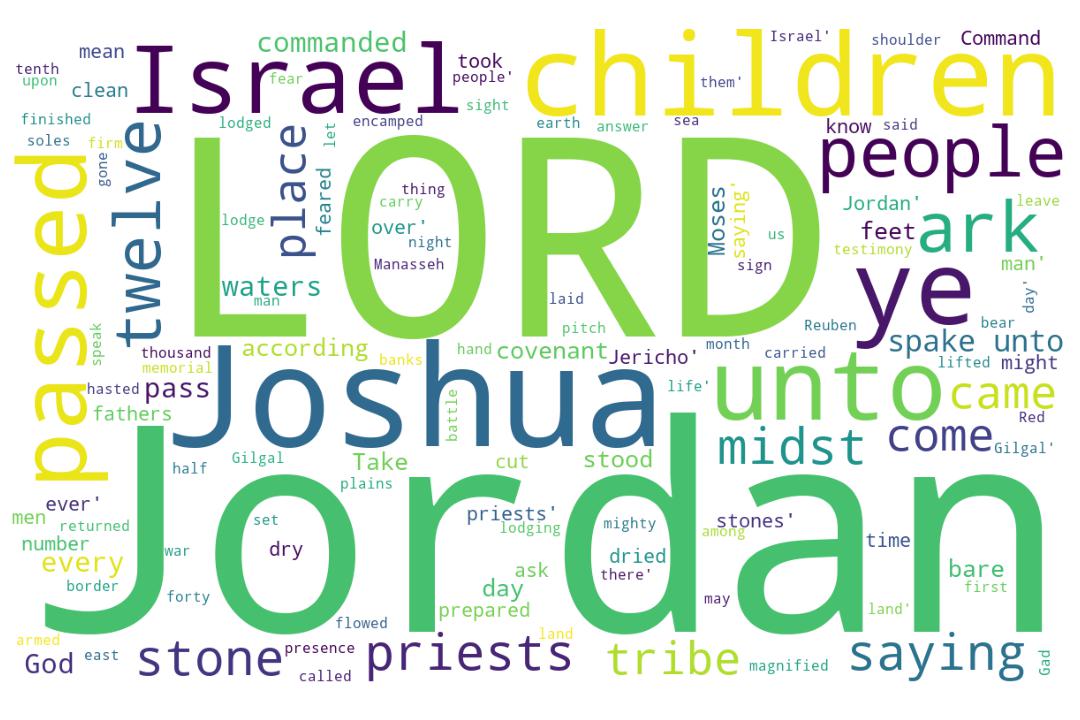 mean
Israel
commanded
took
children
Israel'
shoulder
Command
tenth
upon
clean
fear
people'
sight
them'
finished
soles
firm
gone
twelve
lodged
place
let
feared
encamped
earth
answer
sea
know
said
people
passed
LORD
thing
carry
over'
night
Manasseh
lodge
Moses
saying'
us
sign
Jordan'
leave
feet
ark
testimony
man'
waters
man
laid
pitch
ye
day'
Reuben
bear
speak
thousand
memorial
according
banks
hand
covenant
Jericho'
month
carried
spake unto
lifted
might
hasted
pass
fathers
Joshua
battle
life'
unto
came
Red
half
Gilgal
Take
plains
cut
stood
midst
come
Gilgal'
Jordan
ever'
men
returned
number
every
border
war
forty
set
dry
flowed
priests'
lodging
ask
day
prepared
mighty
dried
there'
among
stones'
may
time
bare
first
land'
armed
God
east
stone
presence
called
priests
land
tribe
magnified
saying
Gad